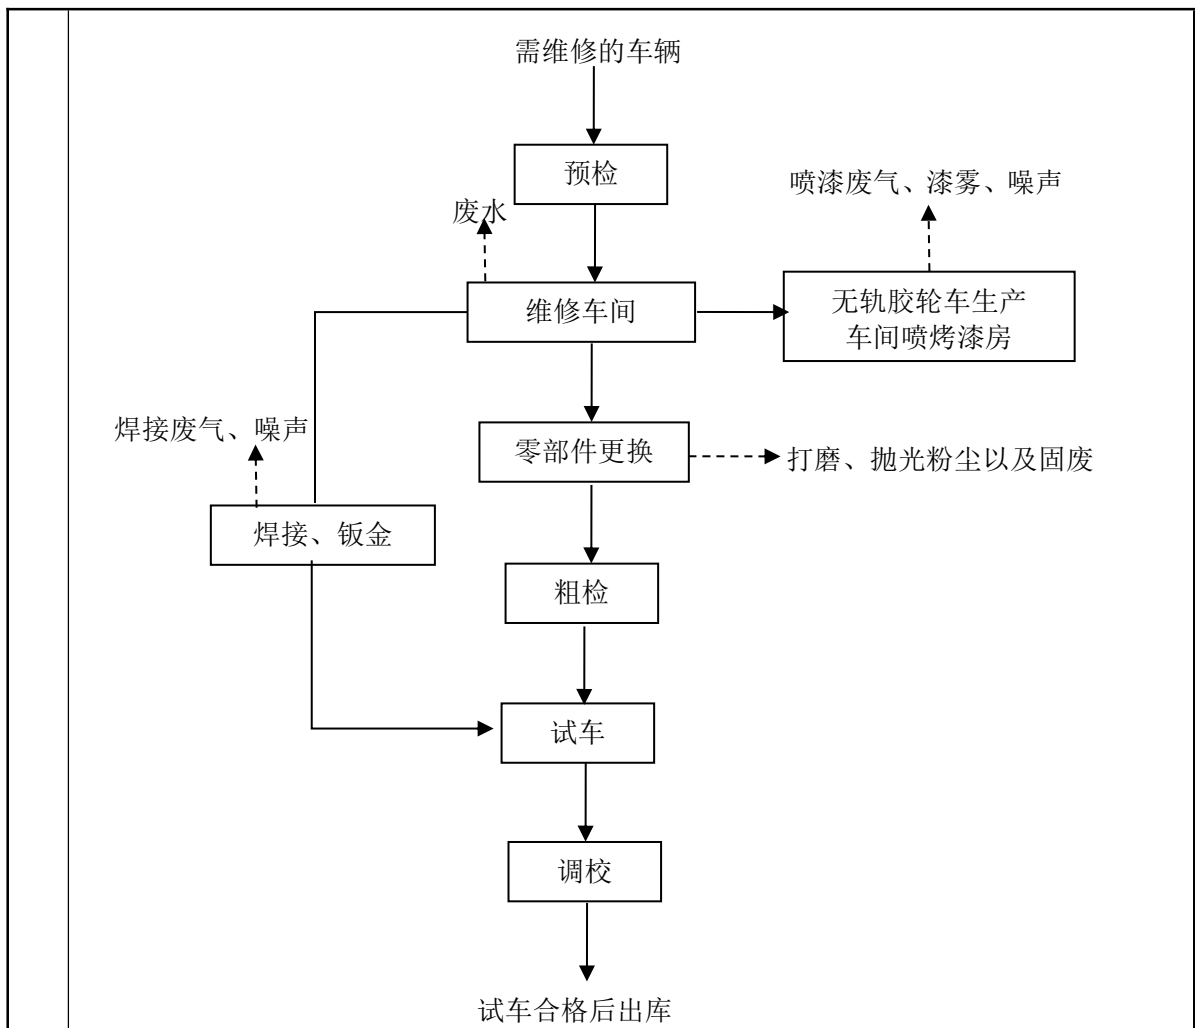 需维修的车辆
预检
喷漆废气、漆雾、噪声
废水
维修车间
无轨胶轮车生产
车间喷烤漆房
焊接废气、噪声
零部件更换
打磨、抛光粉尘以及固废
焊接、钣金
粗检
试车
调校
试车合格后出库